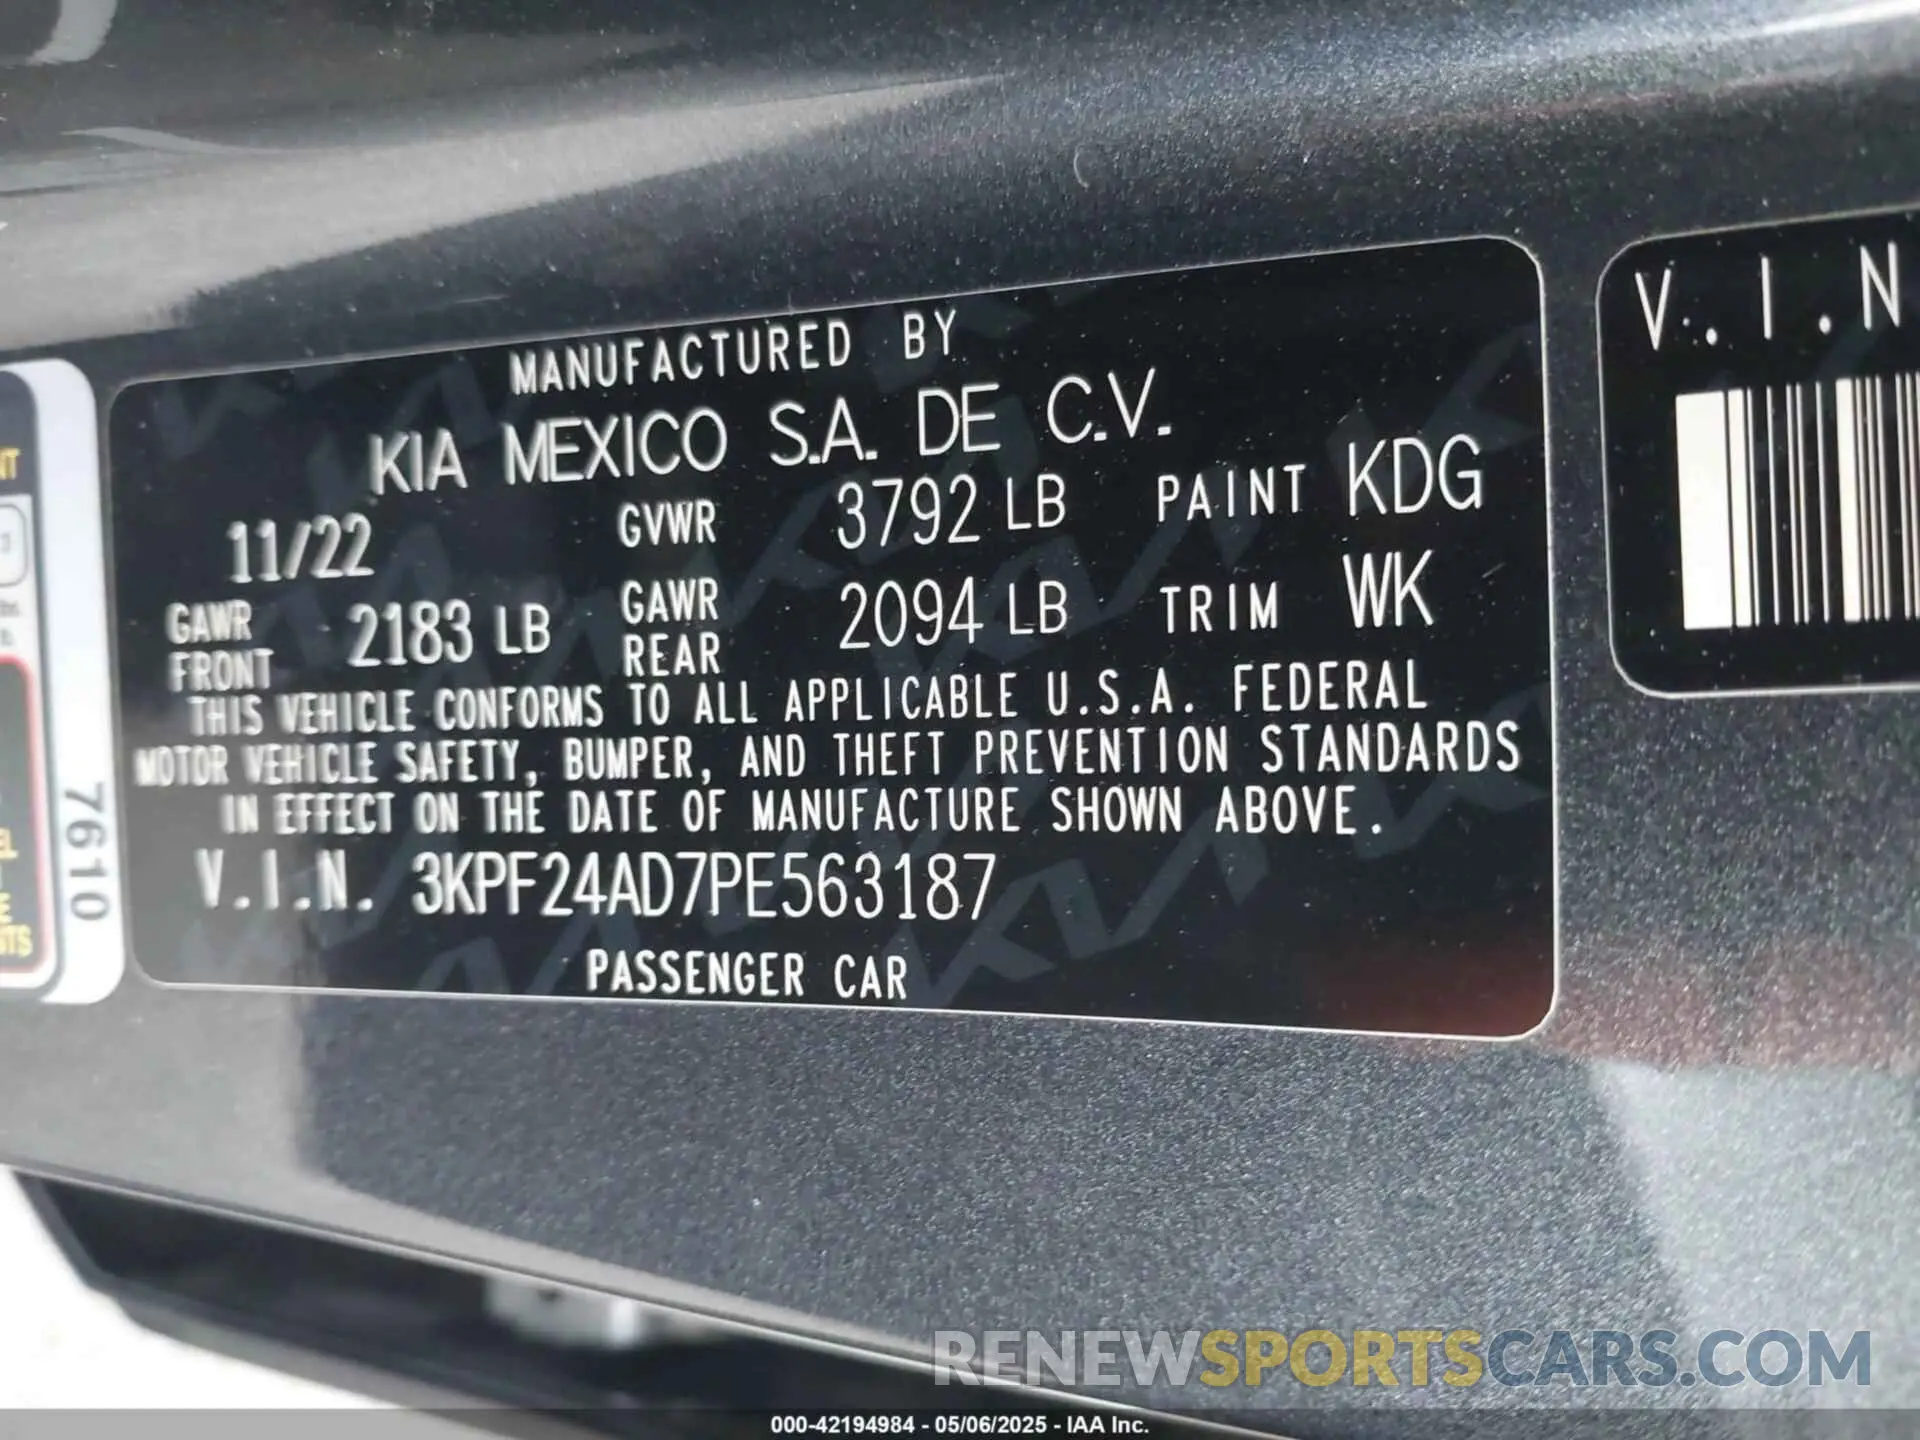 MANUFACTURED BY
KIA MEXICO S.A. DE C.V.
11/22 GVWR 3792 LB PAINT KDG
GAWR FRONT 2183 LB GAWR REAR 2094 LB TRIM WK
THIS VEHICLE CONFORMS TO ALL APPLICABLE U.S.A. FEDERAL
MOTOR VEHICLE SAFETY, BUMPER, AND THEFT PREVENTION STANDARDS
IN EFFECT ON THE DATE OF MANUFACTURE SHOWN ABOVE.
V.I.N. 3KPF24AD7PE563187
PASSENGER CAR
V.I.N
7610
RENEWSPORTSCARS.COM
000-42194984 - 05/06/2025 - IAA Inc.